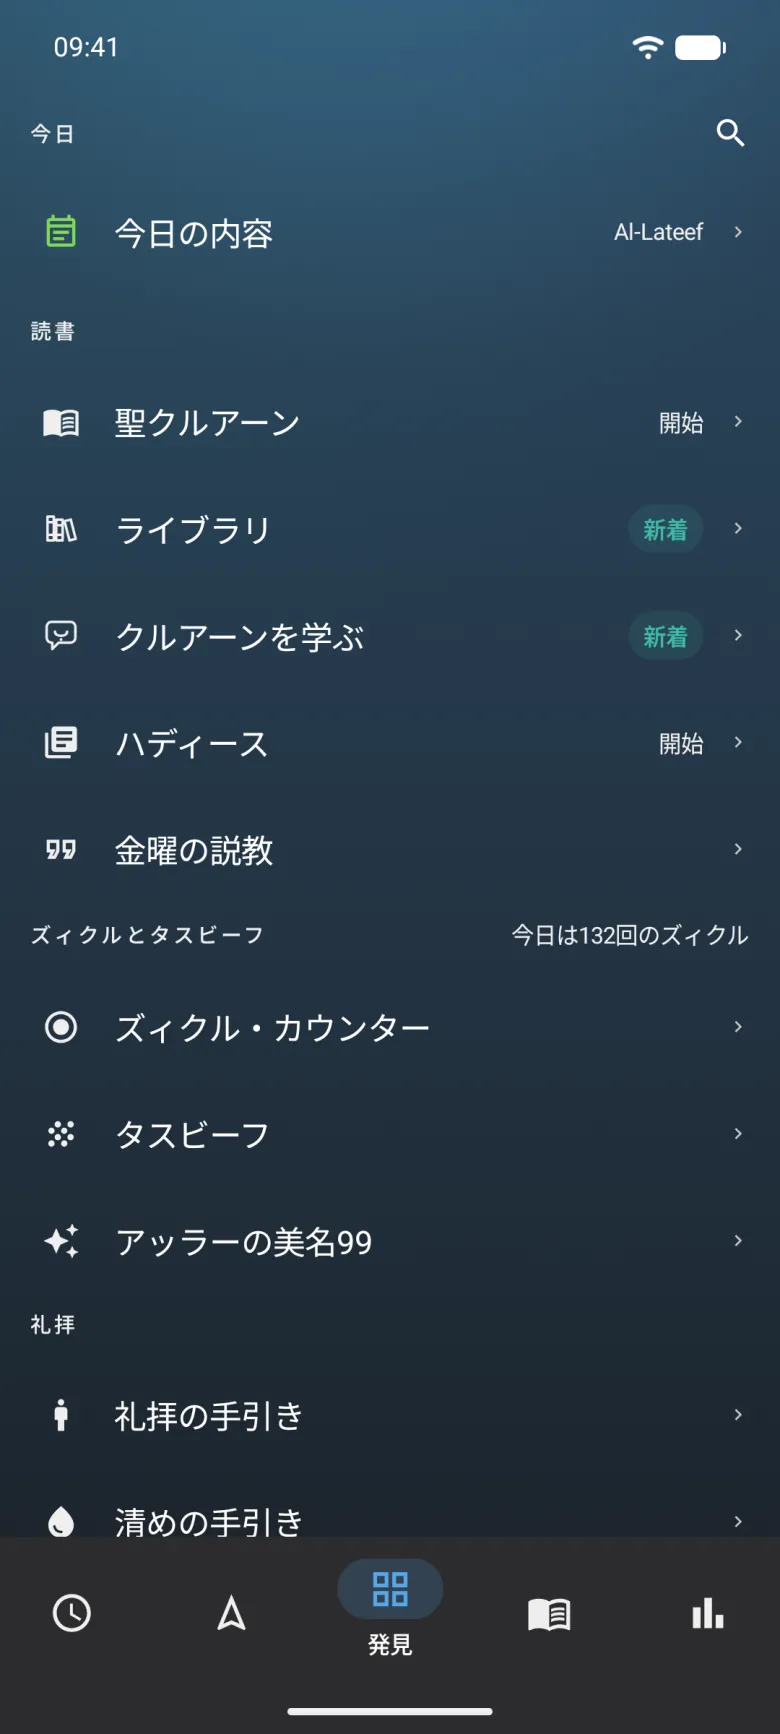 09:41
今日
今日の内容 Al-Lateef
読書
聖クルアーン 開始
ライブラリ 新着
クルアーンを学ぶ 新着
ハディース 開始
金曜の説教
ズィクルとタスビーフ 今日は132回のズィクル
ズィクル・カウンター
タスビーフ
アッラーの美名99
礼拝
礼拝の手引き
清めの手引き
発見